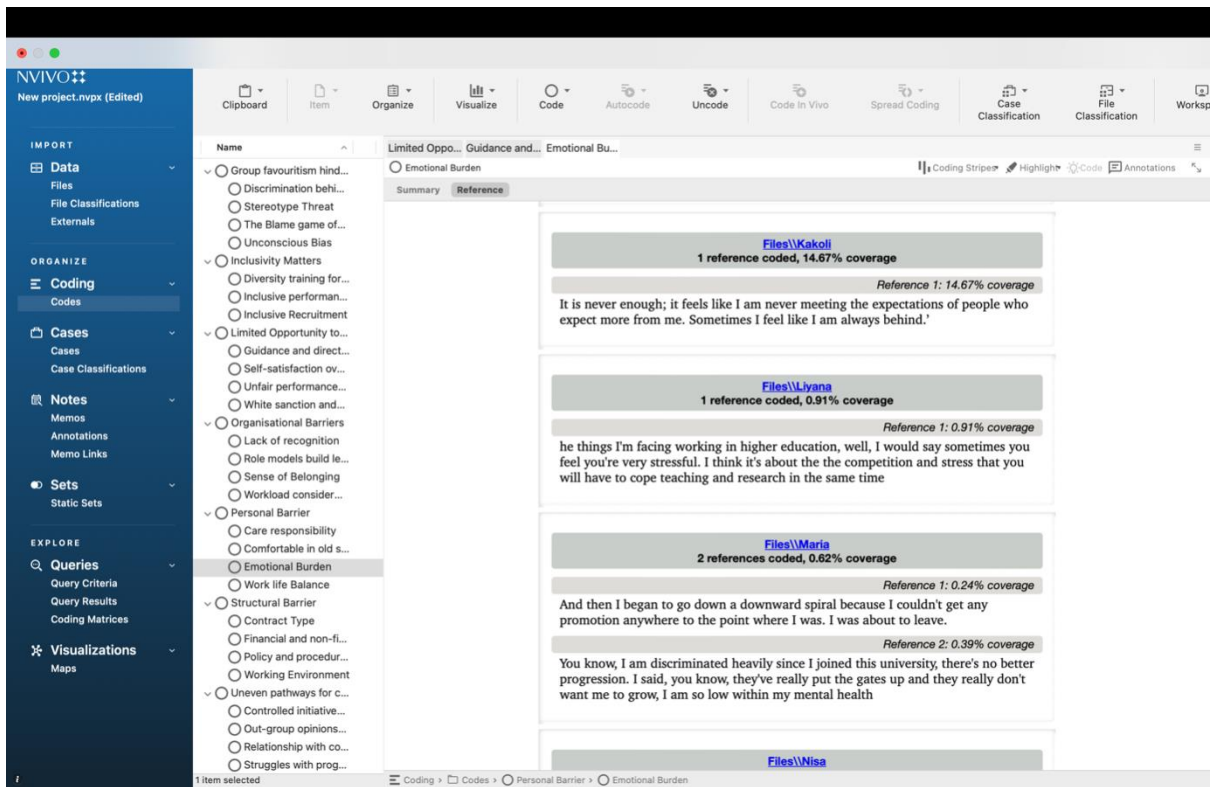 NVIVO
New project.nvpx (Edited)
Clipboard
Item
Organize
Visualize
Code
Autocode
Uncode
Code In Vivo
Spread Coding
Case
Classification
File
Classification
Worksp
IMPORT
Data
Files
File Classifications
Externals
ORGANIZE
Coding
Codes
Cases
Cases
Case Classifications
Notes
Memos
Annotations
Memo Links
Sets
Static Sets
EXPLORE
Queries
Query Criteria
Query Results
Coding Matrices
Visualizations
Maps
Name
Group favouritism hind...
Discrimination behi...
Stereotype Threat
The Blame game of...
Unconscious Bias
Inclusivity Matters
Diversity training for...
Inclusive performan...
Inclusive Recruitment
Limited Opportunity to...
Guidance and direct...
Self-satisfaction ov...
Unfair performance...
White sanction and...
Organisational Barriers
Lack of recognition
Role models build le...
Sense of Belonging
Workload consider...
Personal Barrier
Care responsibility
Comfortable in old s...
Emotional Burden
Work life Balance
Structural Barrier
Contract Type
Financial and non-fi...
Policy and procedur...
Working Environment
Uneven pathways for c...
Controlled initiative...
Out-group opinions...
Relationship with co...
Struggles with prog...
1 item selected
Limited Oppo... Guidance and... Emotional Bu...
Emotional Burden
Coding Stripes Highlight Code Annotations
Summary Reference
Files\\Kakoli
1 reference coded, 14.67% coverage
Reference 1: 14.67% coverage
It is never enough; it feels like I am never meeting the expectations of people who
expect more from me. Sometimes I feel like I am always behind.’
Files\\Liyana
1 reference coded, 0.91% coverage
Reference 1: 0.91% coverage
he things I'm facing working in higher education, well, I would say sometimes you
feel you're very stressful. I think it's about the the competition and stress that you
will have to cope teaching and research in the same time
Files\\Maria
2 references coded, 0.62% coverage
Reference 1: 0.24% coverage
And then I began to go down a downward spiral because I couldn't get any
promotion anywhere to the point where I was. I was about to leave.
Reference 2: 0.39% coverage
You know, I am discriminated heavily since I joined this university, there's no better
progression. I said, you know, they've really put the gates up and they really don't
want me to grow, I am so low within my mental health
Files\\Nisa
Coding > Codes > Personal Barrier > Emotional Burden